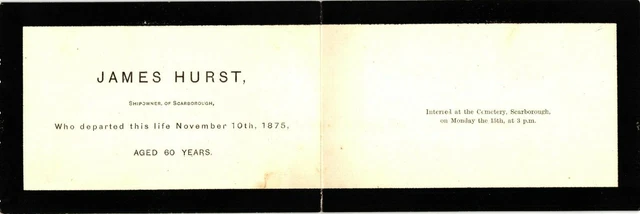 JAMES HURST,
SHIPOWNER, OF SCARBOROUGH,
Who departed this life November 10th, 1875,
AGED 60 YEARS.
Interred at the Cemetery, Scarborough,
on Monday the 15th, at 3 p.m.